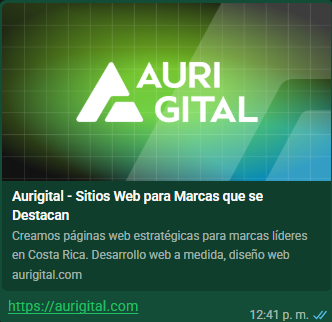 AURI
GITAL
Aurigital - Sitios Web para Marcas que se
Destacan
Creamos páginas web estratégicas para marcas líderes
en Costa Rica. Desarrollo web a medida, diseño web
aurigital.com
https://aurigital.com
12:41 p. m.